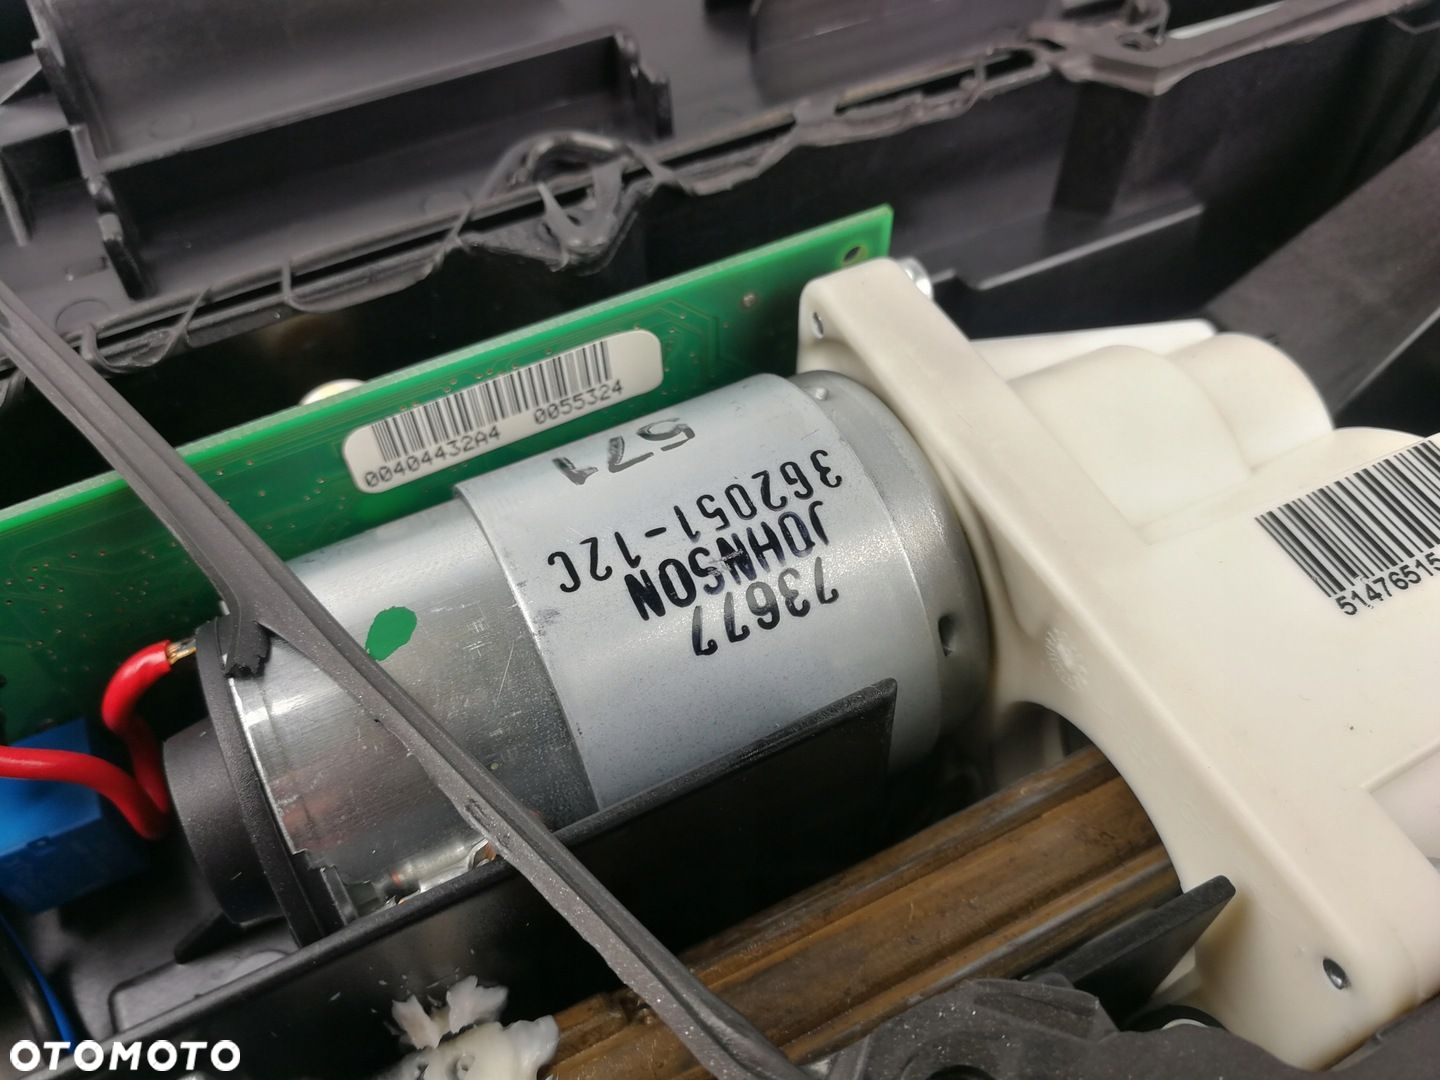 00404432A4 0055324
571
362051-12C
JOHNSON
73677
51476515
OTOMOTO